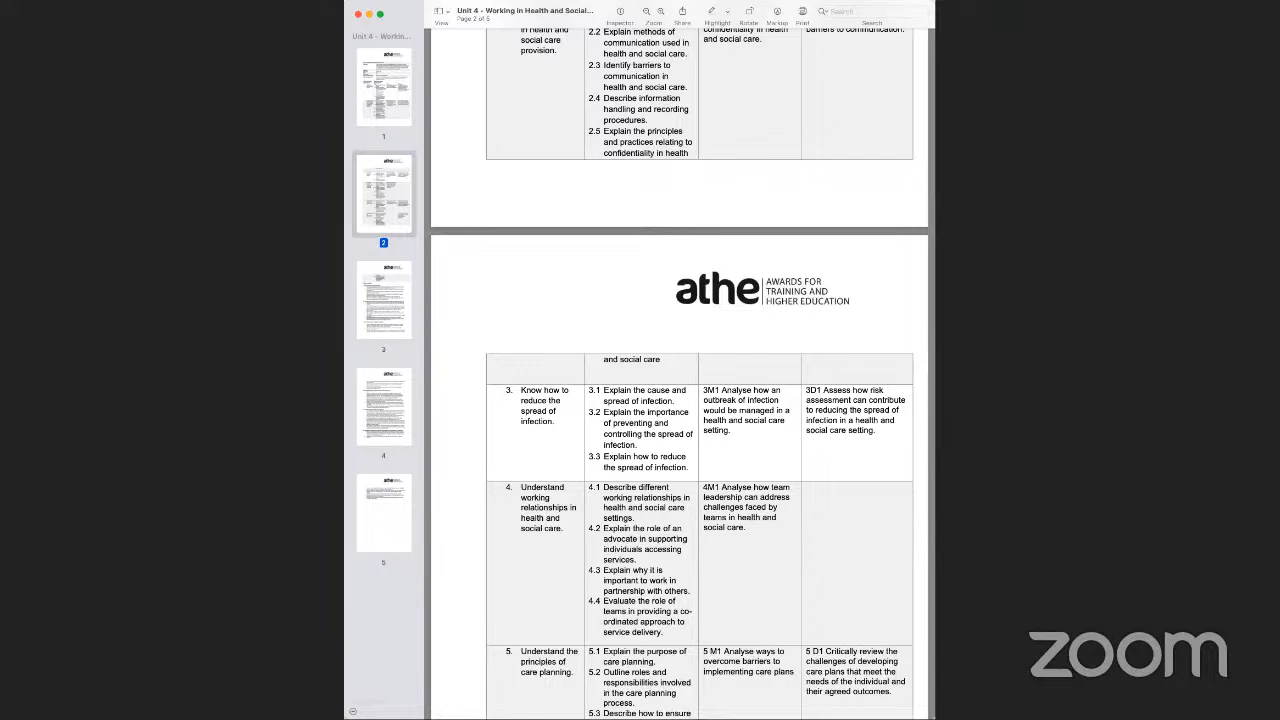 Unit 4 - Working in Health and Social...
Page 2 of 5
View
Inspector
Zoom
Share
Highlight
Rotate
Markup
Print
Search
Search
Unit 4 - Workin...
1
2
3
4
5
in health and
social care
provision.
2.2 Explain methods of
communication used in
health and social care.
2.3 Identify barriers to
communication in
health and social care.
2.4 Describe information
handling and recording
procedures.
2.5 Explain the principles
and practices relating to
confidentiality in health
confidentiality in health
and social care.
barriers to communication.
athe AWARDS FOR
TRAINING AND
HIGHER EDUCATION
and social care
3. Know how to
reduce the
spread of
infection.
3.1 Explain the cause and
spread of infection.
3.2 Explain the importance
of preventing and
controlling the spread of
infection.
3.3 Explain how to reduce
the spread of infection.
3M1 Analyse how an
outbreak of infection
would be managed in a
health and social care
setting.
3D1 Assess how risk
assessment can contribute
to reducing the spread of
infection in a health and
social care setting.
4. Understand
working
relationships in
health and
social care.
4.1 Describe different
working relationships in
health and social care
settings.
4.2 Explain the role of an
advocate in supporting
individuals accessing
services.
4.3 Explain why it is
important to work in
partnership with others.
4.4 Evaluate the role of
teams in providing a co-
ordinated approach to
service delivery.
4M1 Analyse how team
leadership can address
challenges faced by
teams in health and
social care.
5. Understand the
principles of
care planning.
5.1 Explain the purpose of
care planning.
5.2 Outline roles and
responsibilities involved
in the care planning
process.
5.3 Describe how to ensure
5 M1 Analyse ways to
overcome barriers to
implementing care plans
5 D1 Critically review the
challenges of developing
care plans that meet the
needs of the individual and
their agreed outcomes.
zoom